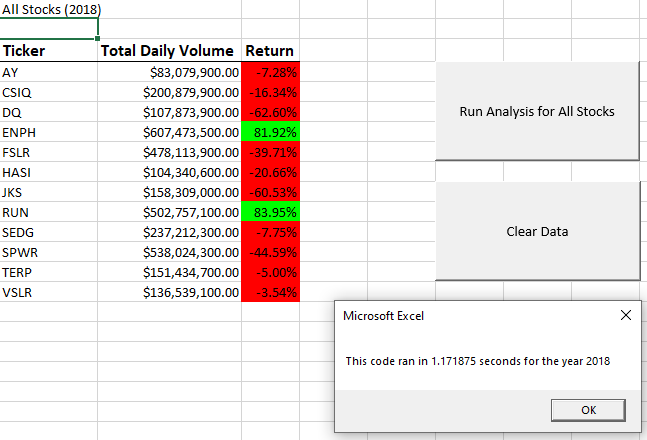 All Stocks (2018)
Ticker Total Daily Volume Return
AY $83,079,900.00 -7.28%
CSIQ $200,879,900.00 -16.34%
DQ $107,873,900.00 -62.60%
ENPH $607,473,500.00 81.92%
FSLR $478,113,900.00 -39.71%
HASI $104,340,600.00 -20.66%
JKS $158,309,000.00 -60.53%
RUN $502,757,100.00 83.95%
SEDG $237,212,300.00 -7.75%
SPWR $538,024,300.00 -44.59%
TERP $151,434,700.00 -5.00%
VSLR $136,539,100.00 -3.54%
Run Analysis for All Stocks
Clear Data
Microsoft Excel
This code ran in 1.171875 seconds for the year 2018
OK